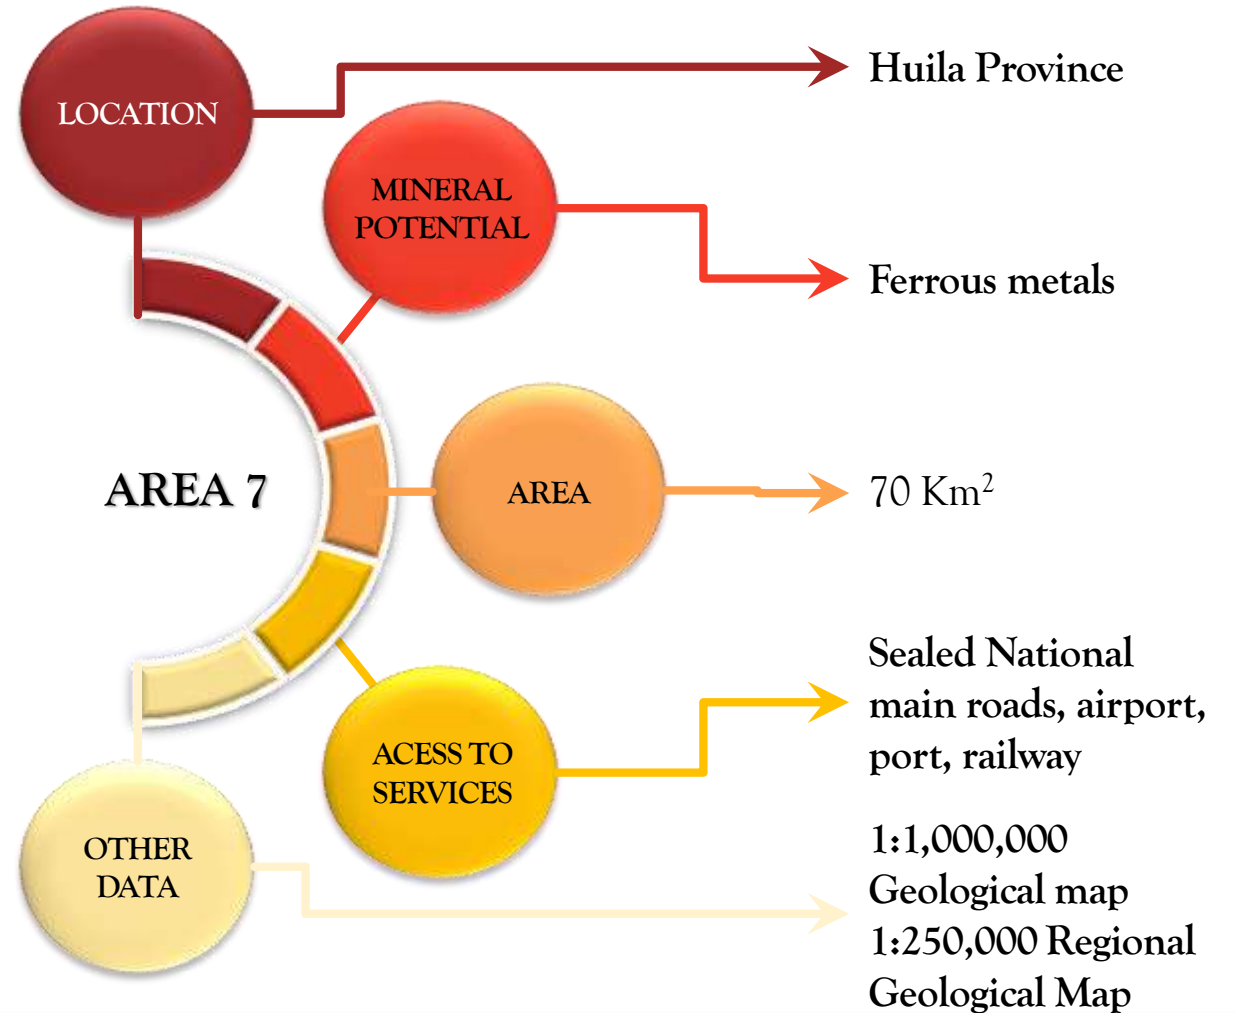 LOCATION
Huila Province
MINERAL
POTENTIAL
Ferrous metals
AREA 7
AREA
70 Km²
ACESS TO
SERVICES
Sealed National
main roads, airport,
port, railway
OTHER
DATA
1:1,000,000
Geological map
1:250,000 Regional
Geological Map